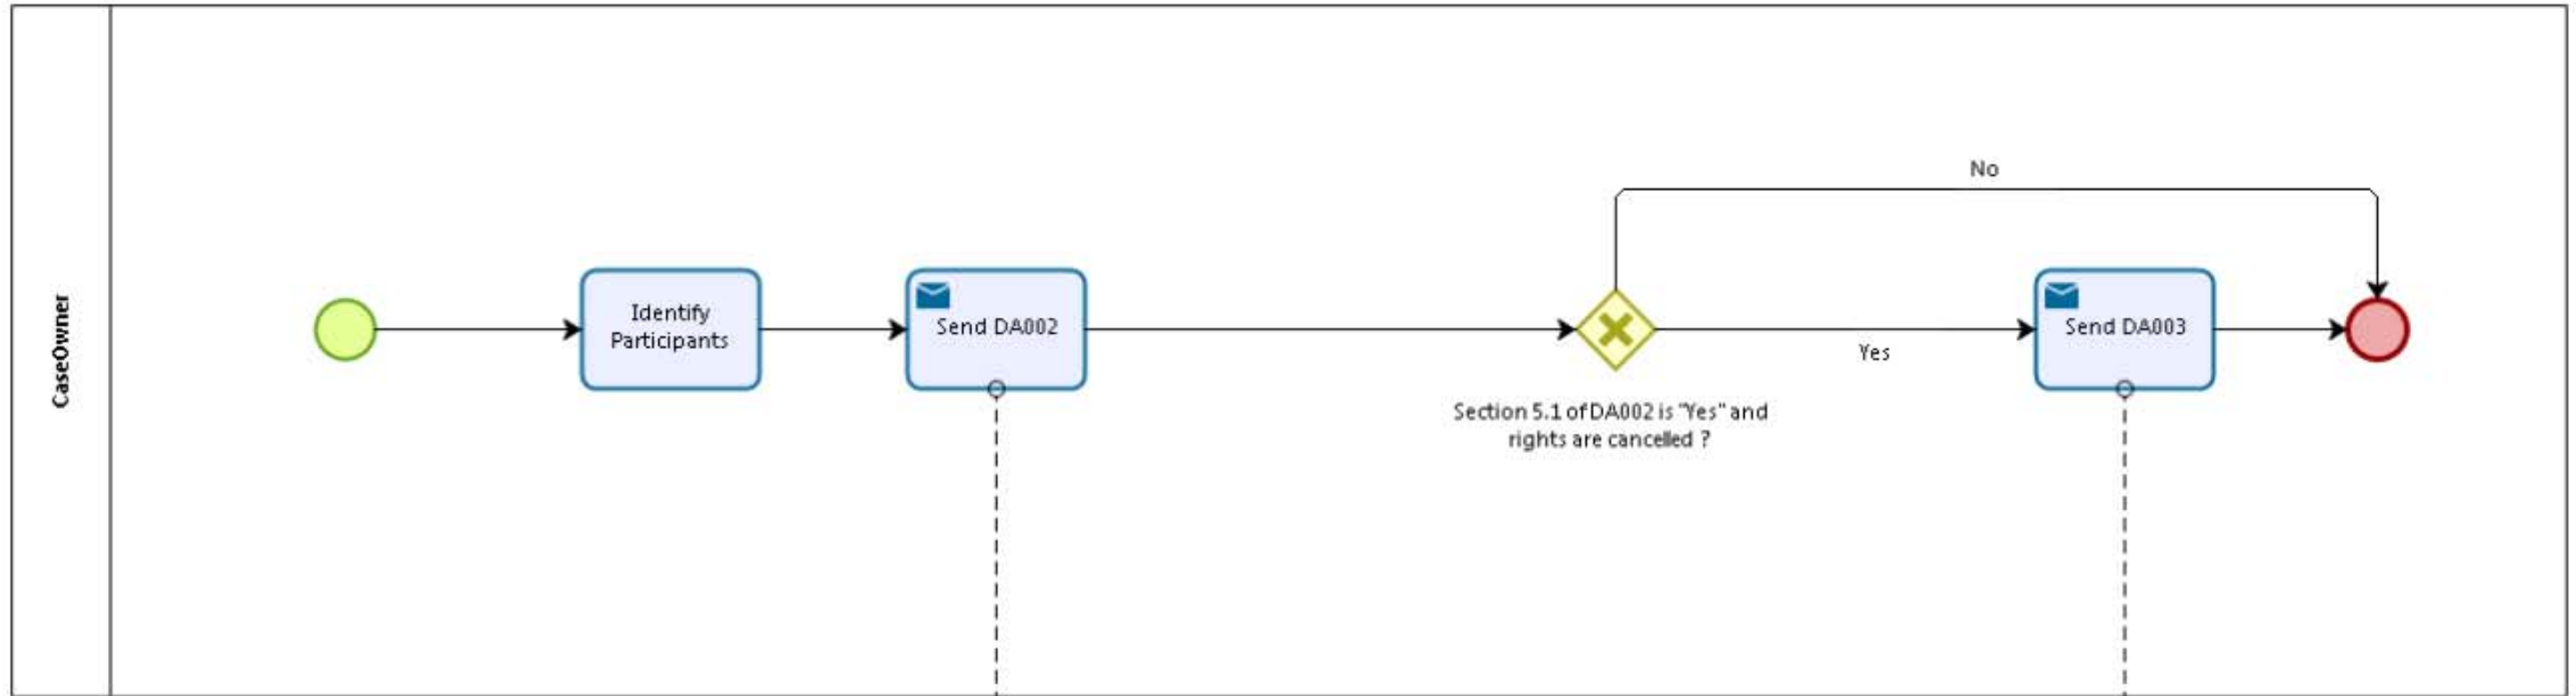 CaseOwner
Identify
Participants
Send DA002
Section 5.1 of DA002 is "Yes" and
rights are cancelled ?
No
Yes
Send DA003